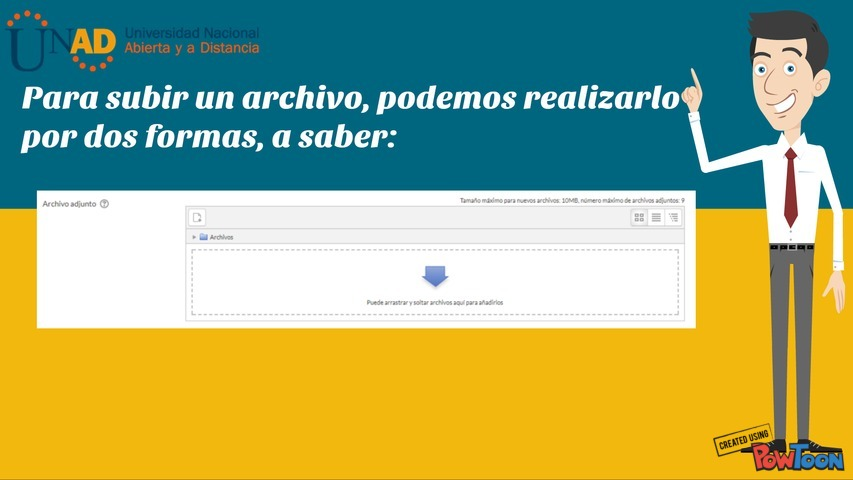 UNAD
Universidad Nacional
Abierta y a Distancia
Para subir un archivo, podemos realizarlo
por dos formas, a saber:
Archivo adjunto
Tamaño máximo para nuevos archivos: 10MB, número máximo de archivos adjuntos: 9
Archivos
Puede arrastrar y soltar archivos aquí para añadirlos
CREATED USING
POWTOON